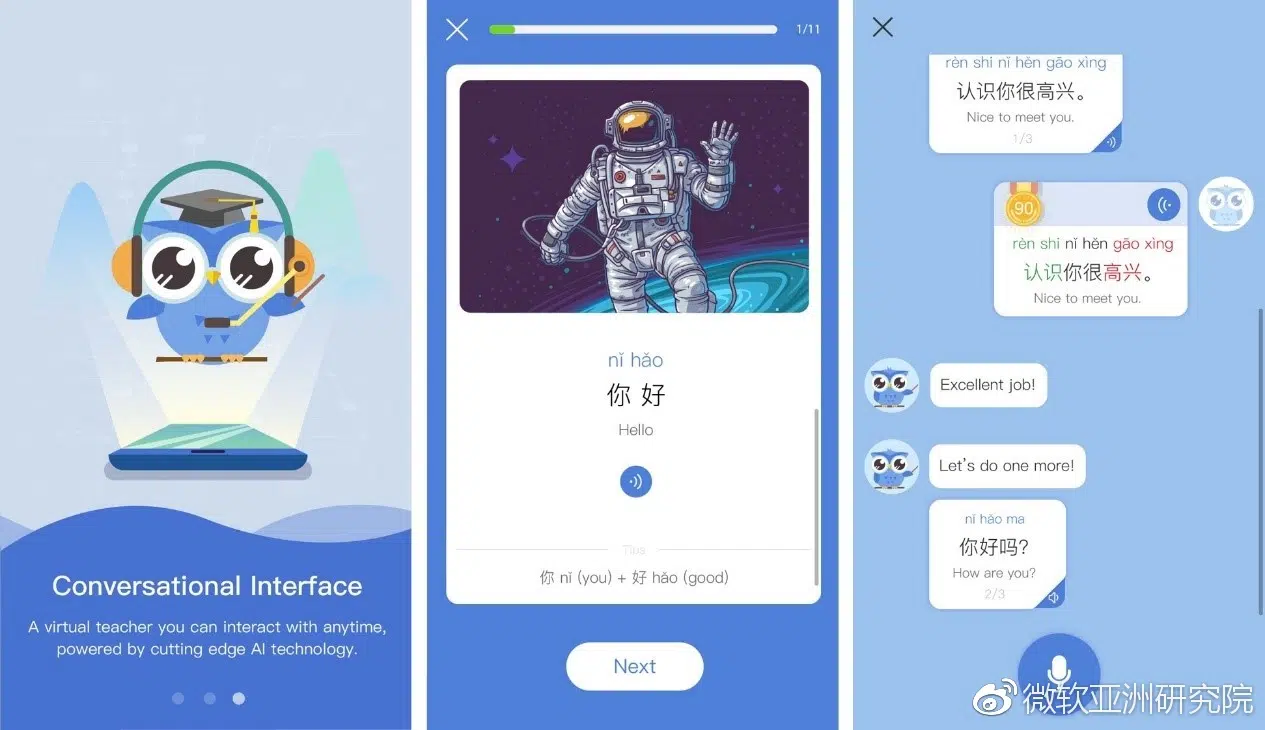 Conversational Interface
A virtual teacher you can interact with anytime,
powered by cutting edge AI technology.
1/11
nǐ hǎo
你 好
Hello
Tips
你 nǐ (you) + 好 hǎo (good)
Next
rèn shi nǐ hěn gāo xìng
认识你很高兴。
Nice to meet you.
1/3
90
rèn shi nǐ hěn gāo xìng
认识你很高兴。
Nice to meet you.
Excellent job!
Let's do one more!
nǐ hǎo ma
你好吗?
How are you?
2/3
微软亚洲研究院